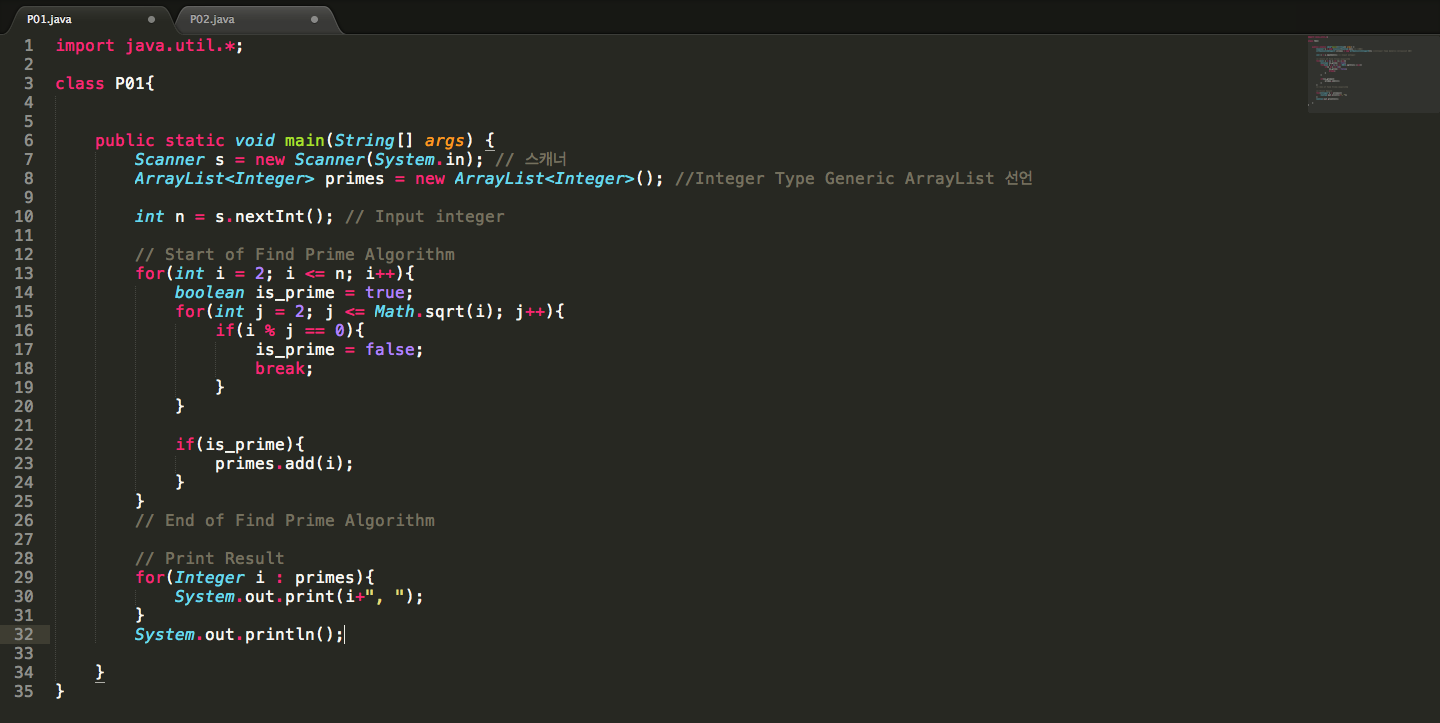 P01.java
P02.java
1 import java.util.*;
2
3 class P01{
4
5
6     public static void main(String[] args) {
7         Scanner s = new Scanner(System.in); // 스캐너
8         ArrayList<Integer> primes = new ArrayList<Integer>(); //Integer Type Generic ArrayList 선언
9
10         int n = s.nextInt(); // Input integer
11
12         // Start of Find Prime Algorithm
13         for(int i = 2; i <= n; i++){
14             boolean is_prime = true;
15             for(int j = 2; j <= Math.sqrt(i); j++){
16                 if(i % j == 0){
17                     is_prime = false;
18                     break;
19                 }
20             }
21
22             if(is_prime){
23                 primes.add(i);
24             }
25         }
26         // End of Find Prime Algorithm
27
28         // Print Result
29         for(Integer i : primes){
30             System.out.print(i+", ");
31         }
32         System.out.println();
33
34     }
35 }